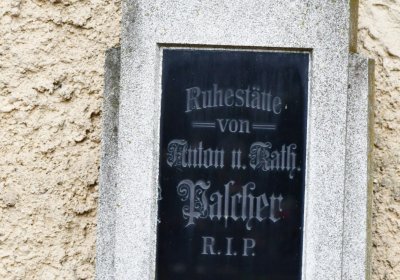 Ruhestätte
von
Anton u. Kath.
Pascher
R.I.P.